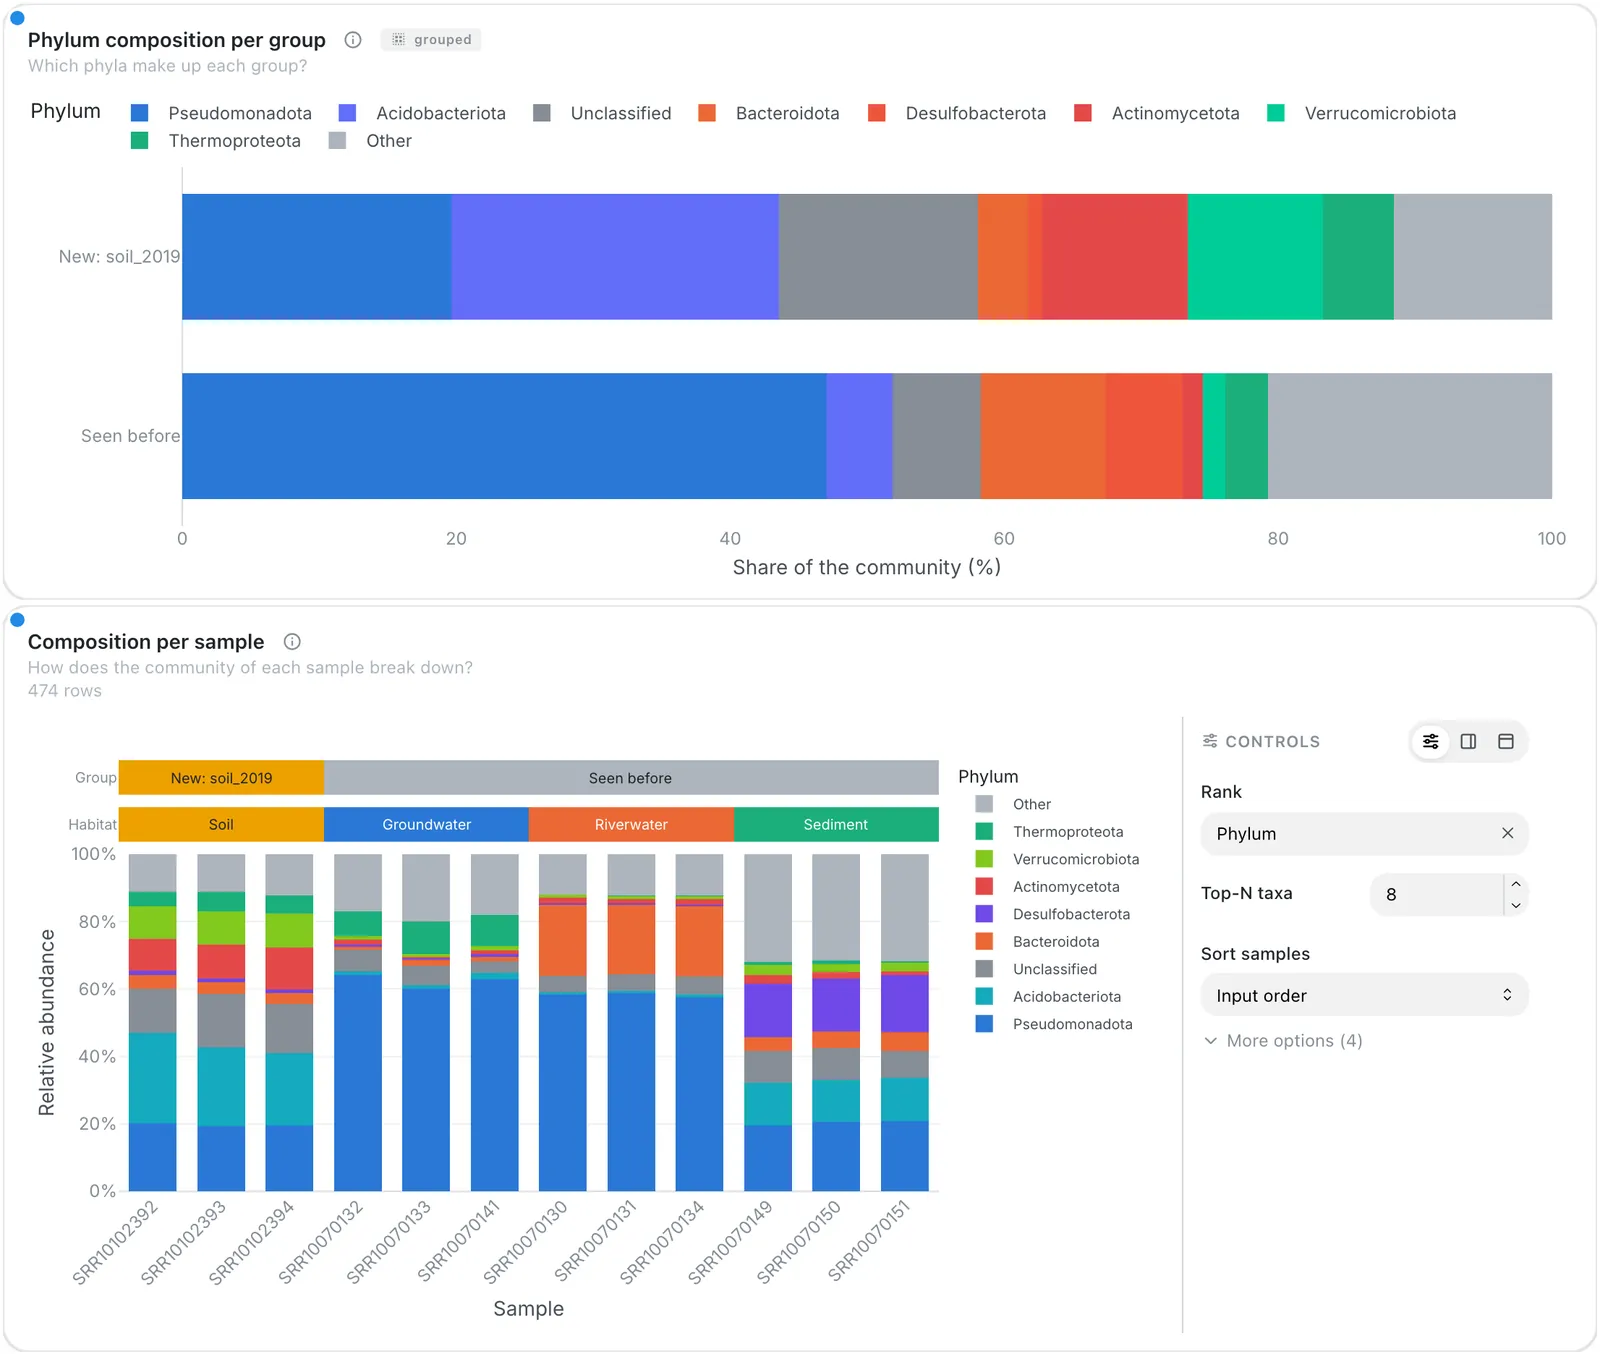 Phylum composition per group
grouped
Which phyla make up each group?
Phylum
Pseudomonadota
Acidobacteriota
Unclassified
Bacteroidota
Desulfobacterota
Actinomycetota
Verrucomicrobiota
Thermoproteota
Other
New: soil_2019
Seen before
0
20
40
60
80
100
Share of the community (%)
Composition per sample
How does the community of each sample break down?
474 rows
Group
New: soil_2019
Seen before
Habitat
Soil
Groundwater
Riverwater
Sediment
Relative abundance
100%
80%
60%
40%
20%
0%
SRR10102392
SRR10102393
SRR10102394
SRR10070132
SRR10070133
SRR10070141
SRR10070130
SRR10070131
SRR10070134
SRR10070149
SRR10070150
SRR10070151
Sample
Phylum
Other
Thermoproteota
Verrucomicrobiota
Actinomycetota
Desulfobacterota
Bacteroidota
Unclassified
Acidobacteriota
Pseudomonadota
CONTROLS
Rank
Phylum
Top-N taxa
8
Sort samples
Input order
More options (4)